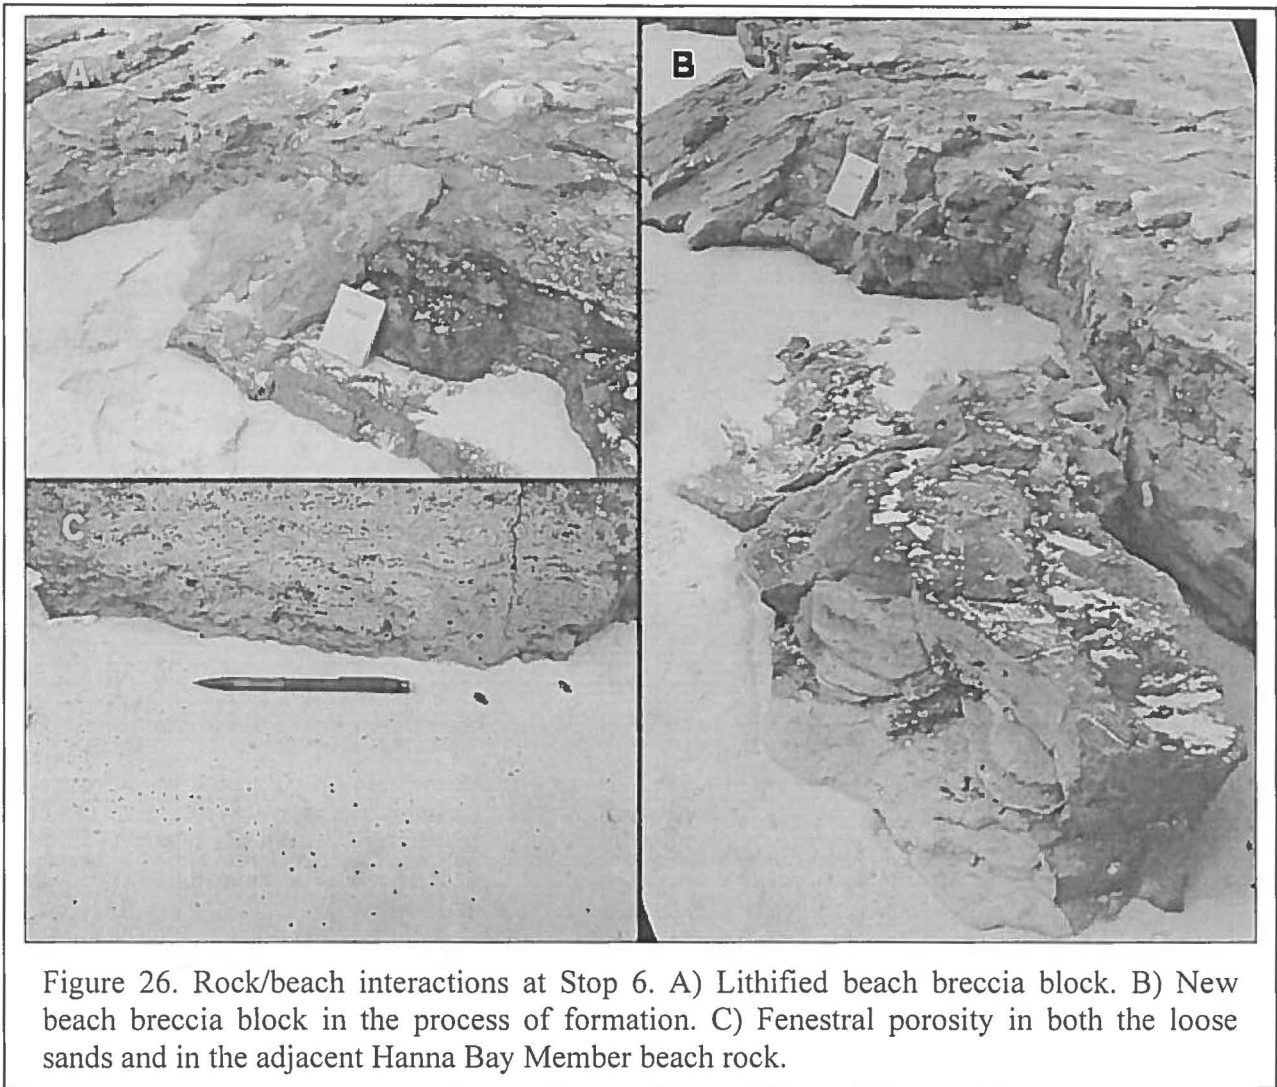 A
B
C
Figure 26. Rock/beach interactions at Stop 6. A) Lithified beach breccia block. B) New
beach breccia block in the process of formation. C) Fenestral porosity in both the loose
sands and in the adjacent Hanna Bay Member beach rock.